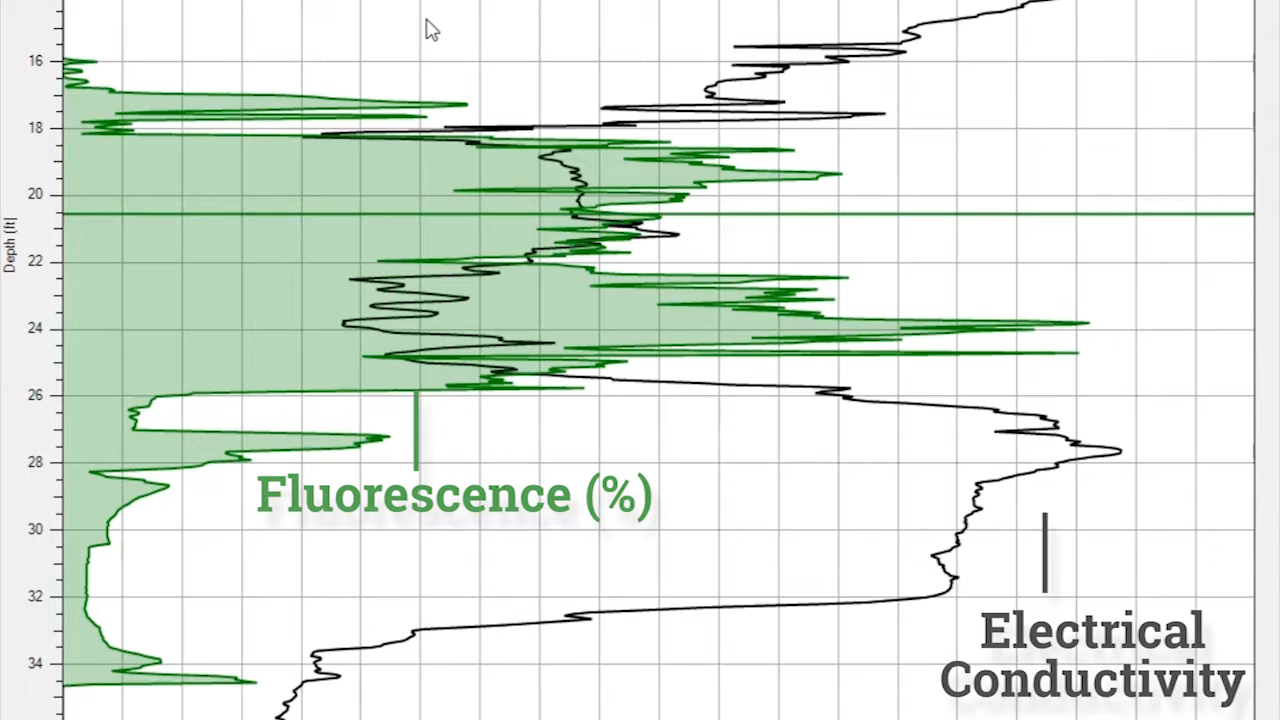 16
18
20
Depth (ft)
22
24
26
28
Fluorescence (%)
30
32
Electrical
Conductivity
34